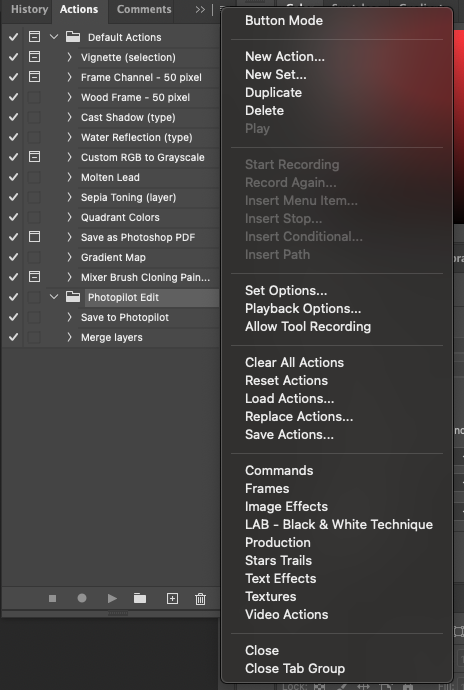 History Actions Comments >>
Default Actions
Vignette (selection)
Frame Channel - 50 pixel
Wood Frame - 50 pixel
Cast Shadow (type)
Water Reflection (type)
Custom RGB to Grayscale
Molten Lead
Sepia Toning (layer)
Quadrant Colors
Save as Photoshop PDF
Gradient Map
Mixer Brush Cloning Pain...
Photopilot Edit
Save to Photopilot
Merge layers
Button Mode
New Action...
New Set...
Duplicate
Delete
Play
Start Recording
Record Again...
Insert Menu Item...
Insert Stop...
Insert Conditional...
Insert Path
Set Options...
Playback Options...
Allow Tool Recording
Clear All Actions
Reset Actions
Load Actions...
Replace Actions...
Save Actions...
Commands
Frames
Image Effects
LAB - Black & White Technique
Production
Stars Trails
Text Effects
Textures
Video Actions
Close
Close Tab Group
Lock: